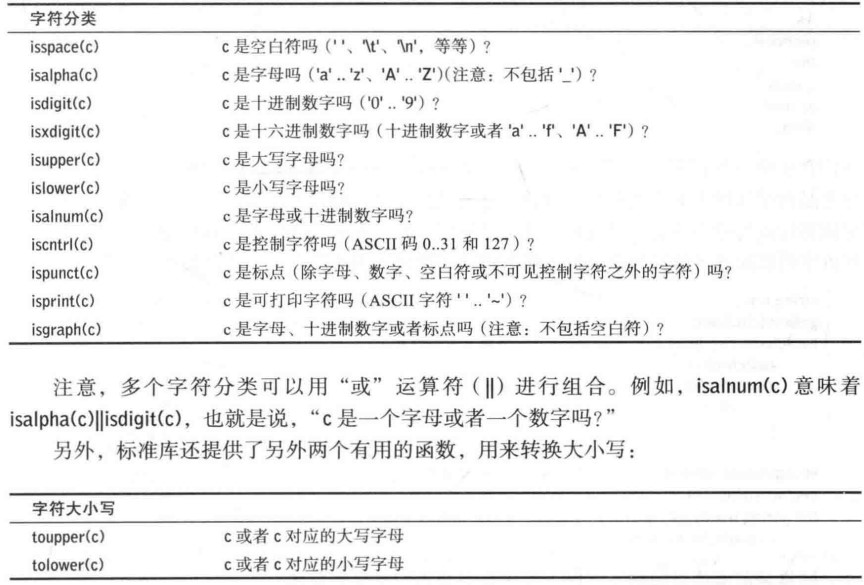 字符分类
isspace(c) c 是空白符吗（' '、'\t'、'\n'，等等）？
isalpha(c) c 是字母吗（'a' .. 'z'、'A' .. 'Z'）(注意：不包括 '_'）？
isdigit(c) c 是十进制数字吗（'0' .. '9'）？
isxdigit(c) c 是十六进制数字吗（十进制数字或者 'a' .. 'f'、'A' .. 'F'）？
isupper(c) c 是大写字母吗？
islower(c) c 是小写字母吗？
isalnum(c) c 是字母或十进制数字吗？
iscntrl(c) c 是控制字符吗（ASCII 码 0..31 和 127）？
ispunct(c) c 是标点（除字母、数字、空白符或不可见控制字符之外的字符）吗？
isprint(c) c 是可打印字符吗（ASCII 字符 ' ' .. '~'）？
isgraph(c) c 是字母、十进制数字或者标点吗（注意：不包括空白符）？
注意，多个字符分类可以用“或”运算符（||）进行组合。例如，isalnum(c) 意味着
isalpha(c)||isdigit(c)，也就是说，“c 是一个字母或者一个数字吗？”
另外，标准库还提供了另外两个有用的函数，用来转换大小写：
字符大小写
toupper(c) c 或者 c 对应的大写字母
tolower(c) c 或者 c 对应的小写字母